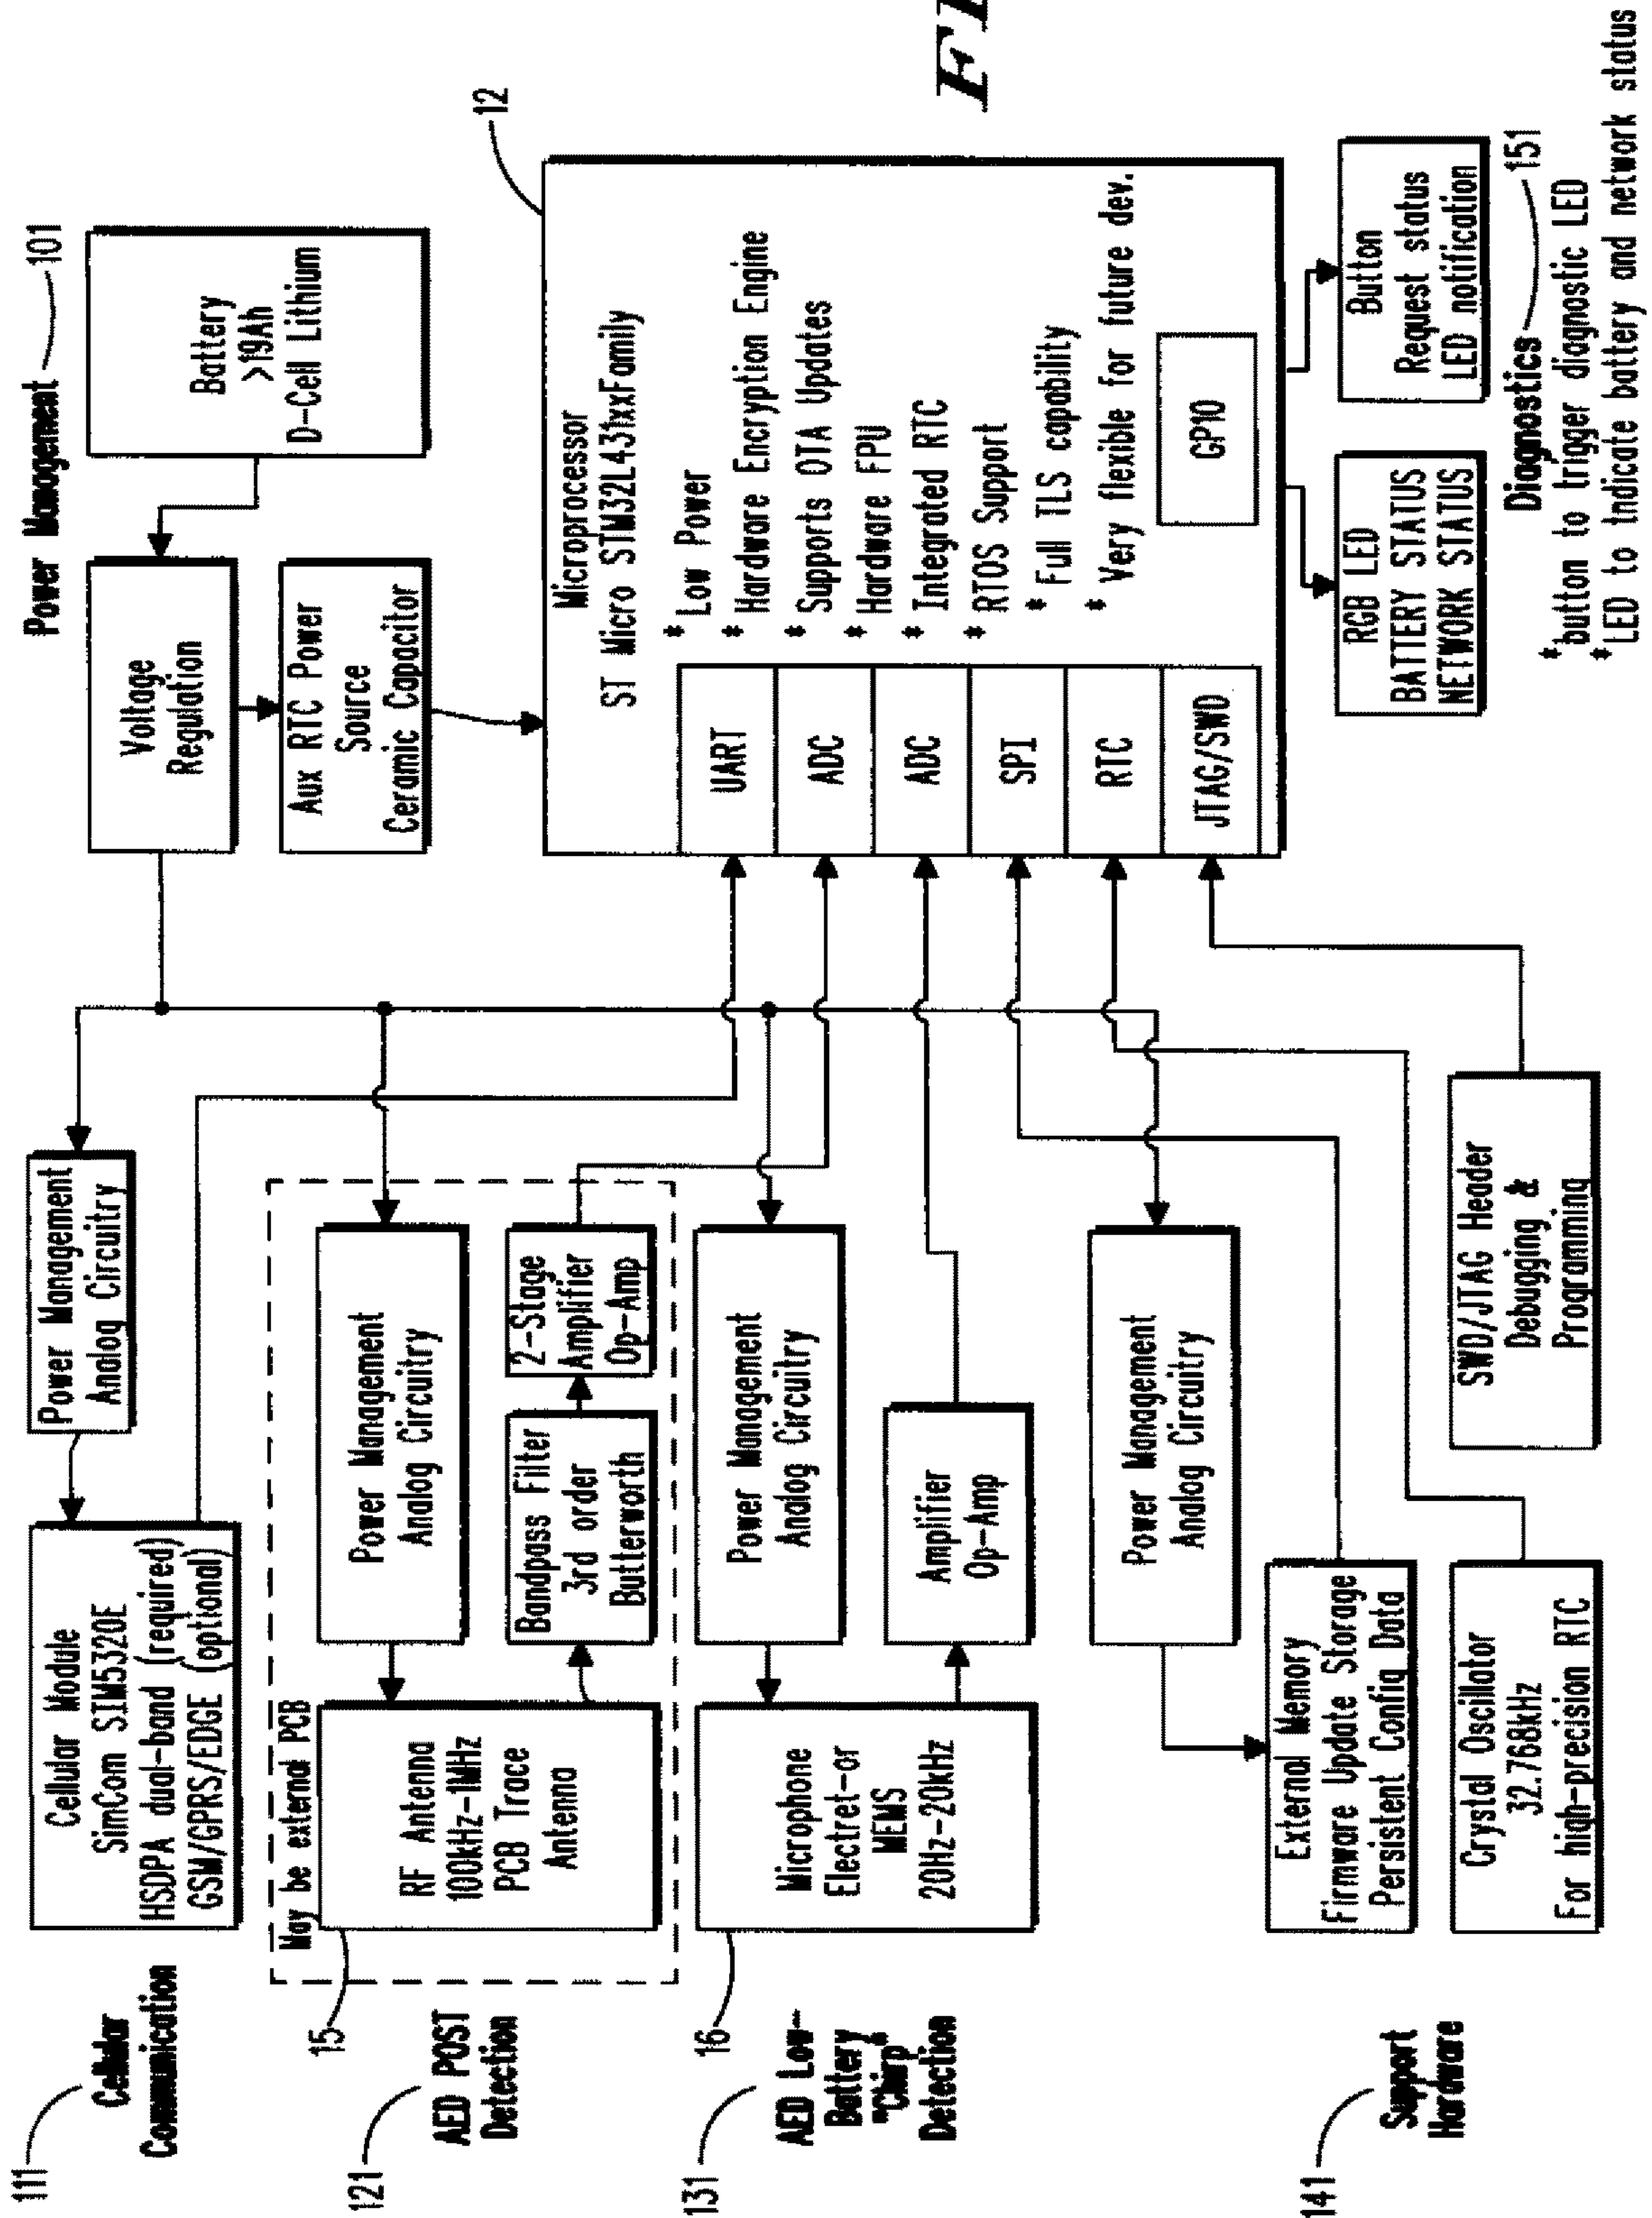 111
Cellular
Communication
Cellular Module
SimCom SIM5320E
HSDPA dual-band (required)
GSM/GPRS/EDGE (optional)
Power Management
Analog Circuitry
Power Management
101
Voltage
Regulation
Battery
>19Ah
D-Cell Lithium
Aux RTC Power
Source
Ceramic Capacitor
121
AED POST
Detection
15
May be external PCB
RF Antenna
100kHz-1MHz
PCB Trace
Antenna
Power Management
Analog Circuitry
Bandpass Filter
3rd order
Butterworth
2-Stage
Amplifier
Op-Amp
131
AED Low-
Battery
"Chirp"
Detection
16
Microphone
Electret-or
MEMS
20Hz-20kHz
Power Management
Analog Circuitry
Amplifier
Op-Amp
12
Microprocessor
ST Micro STM32L431xxFamily
* Low Power
* Hardware Encryption Engine
* Supports OTA Updates
* Hardware FPU
* Integrated RTC
* RTOS Support
* Full TLS capability
* Very flexible for future dev.
UART
ADC
ADC
SPI
RTC
JTAG/SWD
GP10
141
Support
Hardware
Power Management
Analog Circuitry
External Memory
Firmware Update Storage
Persistent Config Data
Crystal Oscillator
32.768kHz
For high-precision RTC
SWD/JTAG Header
Debugging &
Programming
RGB LED
BATTERY STATUS
NETWORK STATUS
Button
Request status
LED notification
Diagnostics
151
*button to trigger diagnostic LED
*LED to indicate battery and network status